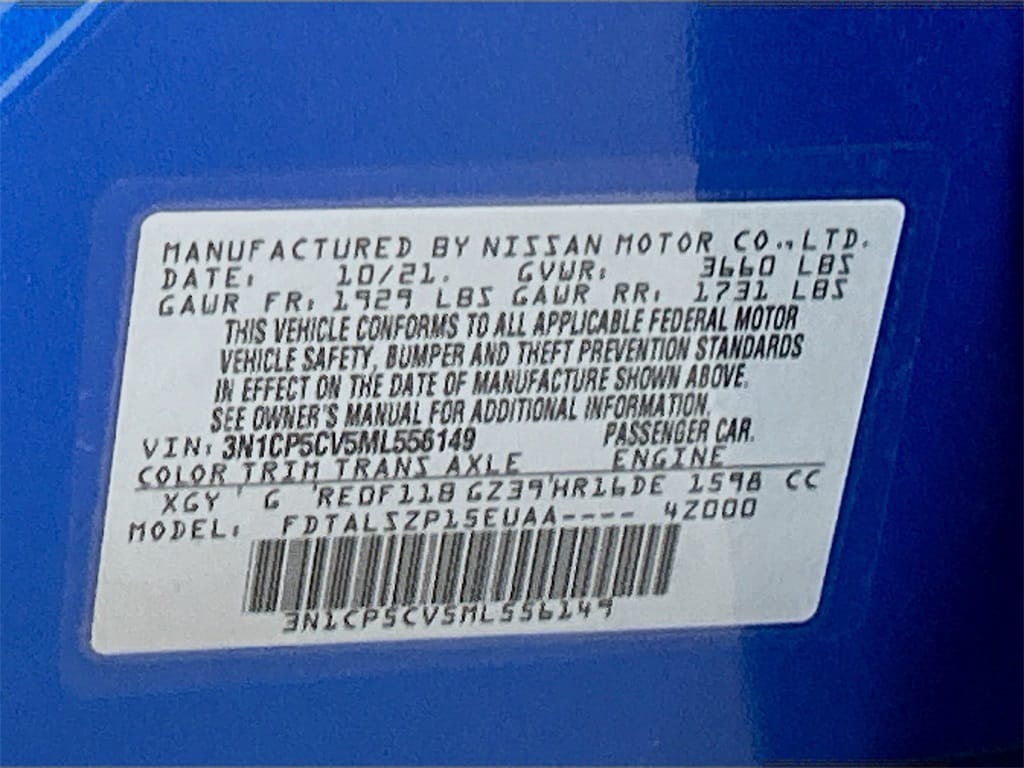 MANUFACTURED BY NISSAN MOTOR CO.,LTD.
DATE: 10/21. GVWR: 3660 LBS
GAWR FR: 1929 LBS GAWR RR: 1731 LBS
THIS VEHICLE CONFORMS TO ALL APPLICABLE FEDERAL MOTOR
VEHICLE SAFETY, BUMPER AND THEFT PREVENTION STANDARDS
IN EFFECT ON THE DATE OF MANUFACTURE SHOWN ABOVE.
SEE OWNER'S MANUAL FOR ADDITIONAL INFORMATION.
VIN: 3N1CP5CV5ML556149 PASSENGER CAR.
COLOR TRIM TRANS AXLE ENGINE
XGY G RE0F11B GZ39 HR16DE 1598 CC
MODEL: FDTALSZP15EUAA---- 4Z000
3N1CP5CV5ML556149